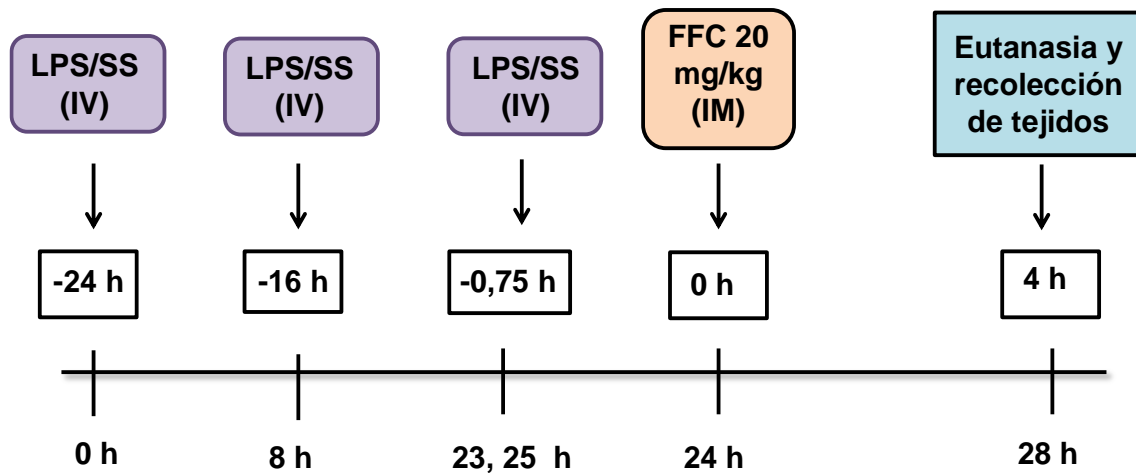 LPS/SS
(IV)
LPS/SS
(IV)
LPS/SS
(IV)
FFC 20
mg/kg
(IM)
Eutanasia y
recolección
de tejidos
-24 h
-16 h
-0,75 h
0 h
4 h
0 h
8 h
23, 25 h
24 h
28 h